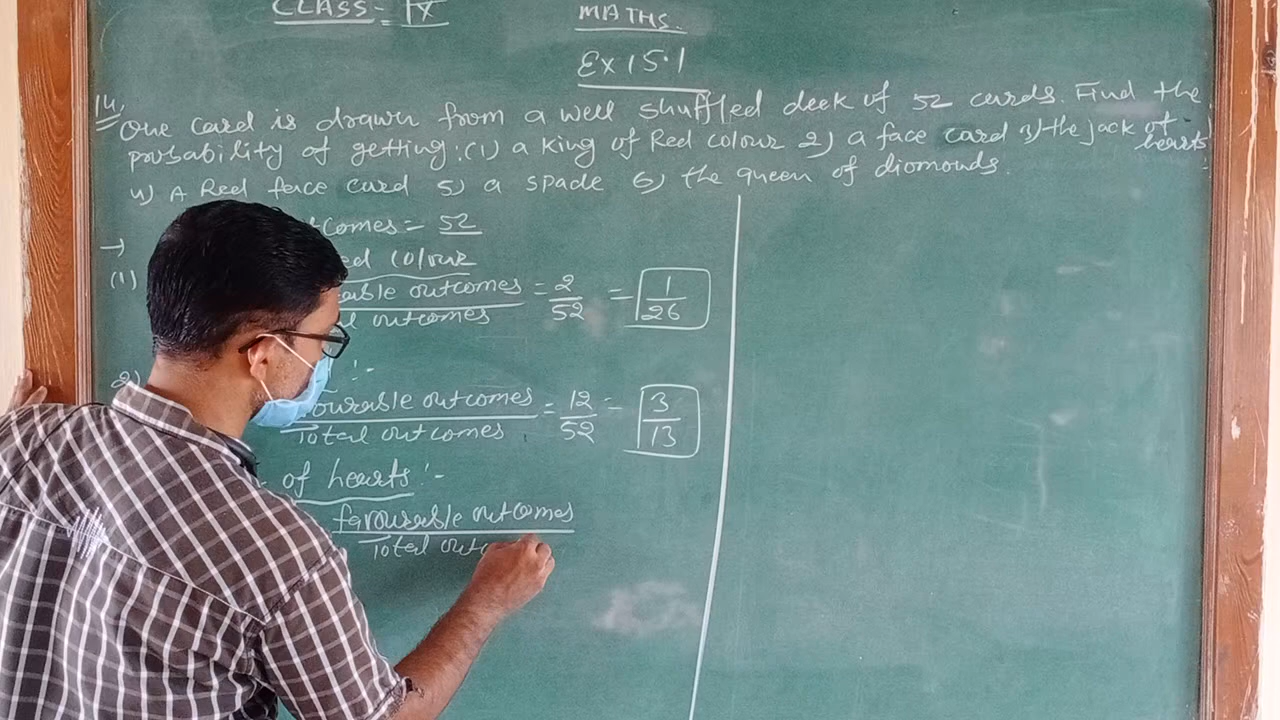 CLASS - IX
MATHS.
Ex 15.1
14.
One card is drawn from a well shuffled deck of 52 cards. Find the
probability of getting: (1) a king of Red colour 2) a face card 3) the jack of hearts
4) A Red face card 5) a spade 6) the queen of diomonds.
→ tcomes = 52
(1) ed colour
able outcomes = 2/52 = 1/26
l outcomes
2) :-
ourable outcomes = 12/52 = 3/13
Total outcomes
of hearts :-
favourable outcomes
Total outc